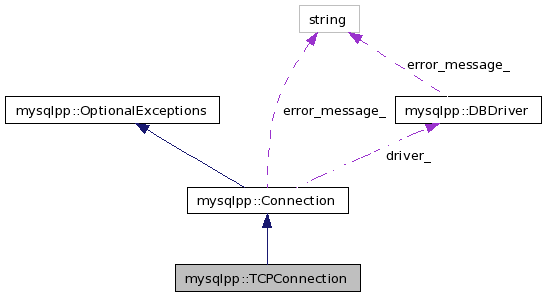 string
error_message_
mysqlpp::OptionalExceptions
error_message_
mysqlpp::DBDriver
driver_
mysqlpp::Connection
mysqlpp::TCPConnection